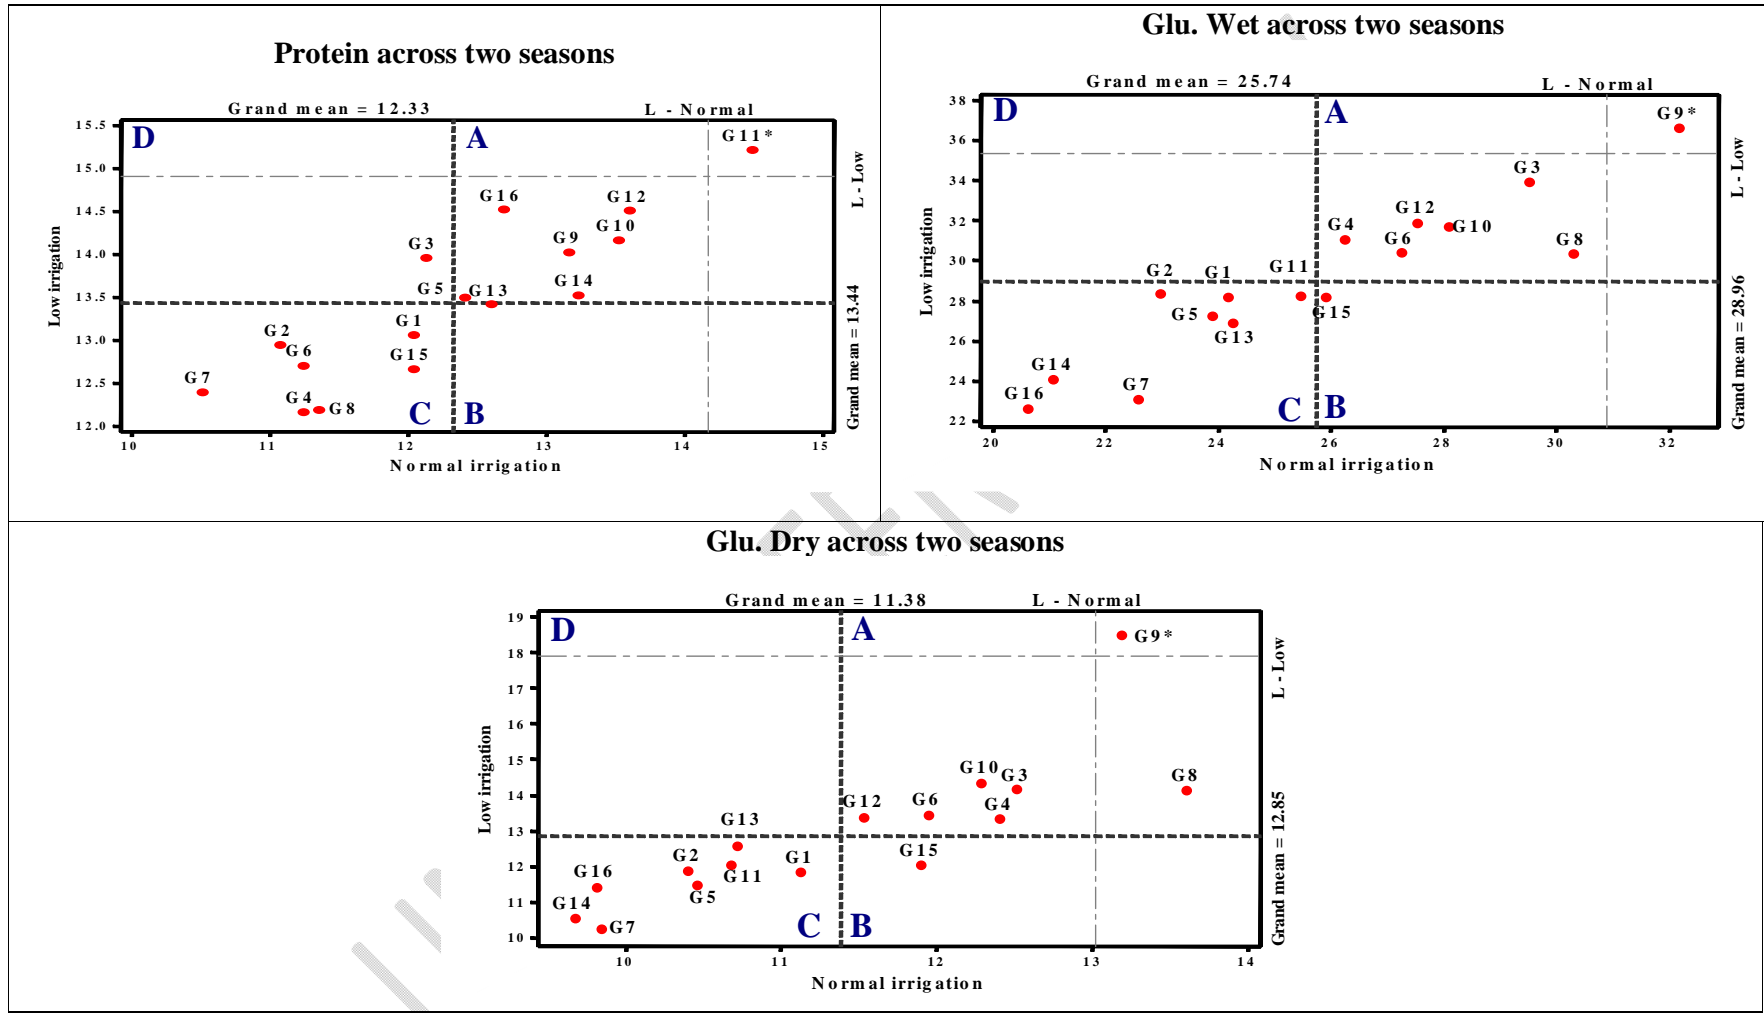 Protein across two seasons
Grand mean = 12.33
L - Normal
D
A
G11*
G16
G12
G10
G9
G3
G14
G5
G13
G1
G2
G6
G15
G7
G4
G8
C
B
15.5
15.0
14.5
14.0
13.5
13.0
12.5
12.0
Low irrigation
L - Low
Grand mean = 13.44
10
11
12
13
14
15
Normal irrigation
Glu. Wet across two seasons
Grand mean = 25.74
L - Normal
D
A
G9*
G3
G12
G4
G10
G6
G8
G2
G1
G11
G5
G15
G13
G14
G7
G16
C
B
38
36
34
32
30
28
26
24
22
Low irrigation
L - Low
Grand mean = 28.96
20
22
24
26
28
30
32
Normal irrigation
Glu. Dry across two seasons
Grand mean = 11.38
L - Normal
D
A
G9*
G10
G3
G8
G12
G6
G4
G13
G15
G2
G1
G11
G16
G5
G14
G7
C
B
19
18
17
16
15
14
13
12
11
10
Low irrigation
L - Low
Grand mean = 12.85
10
11
12
13
14
Normal irrigation